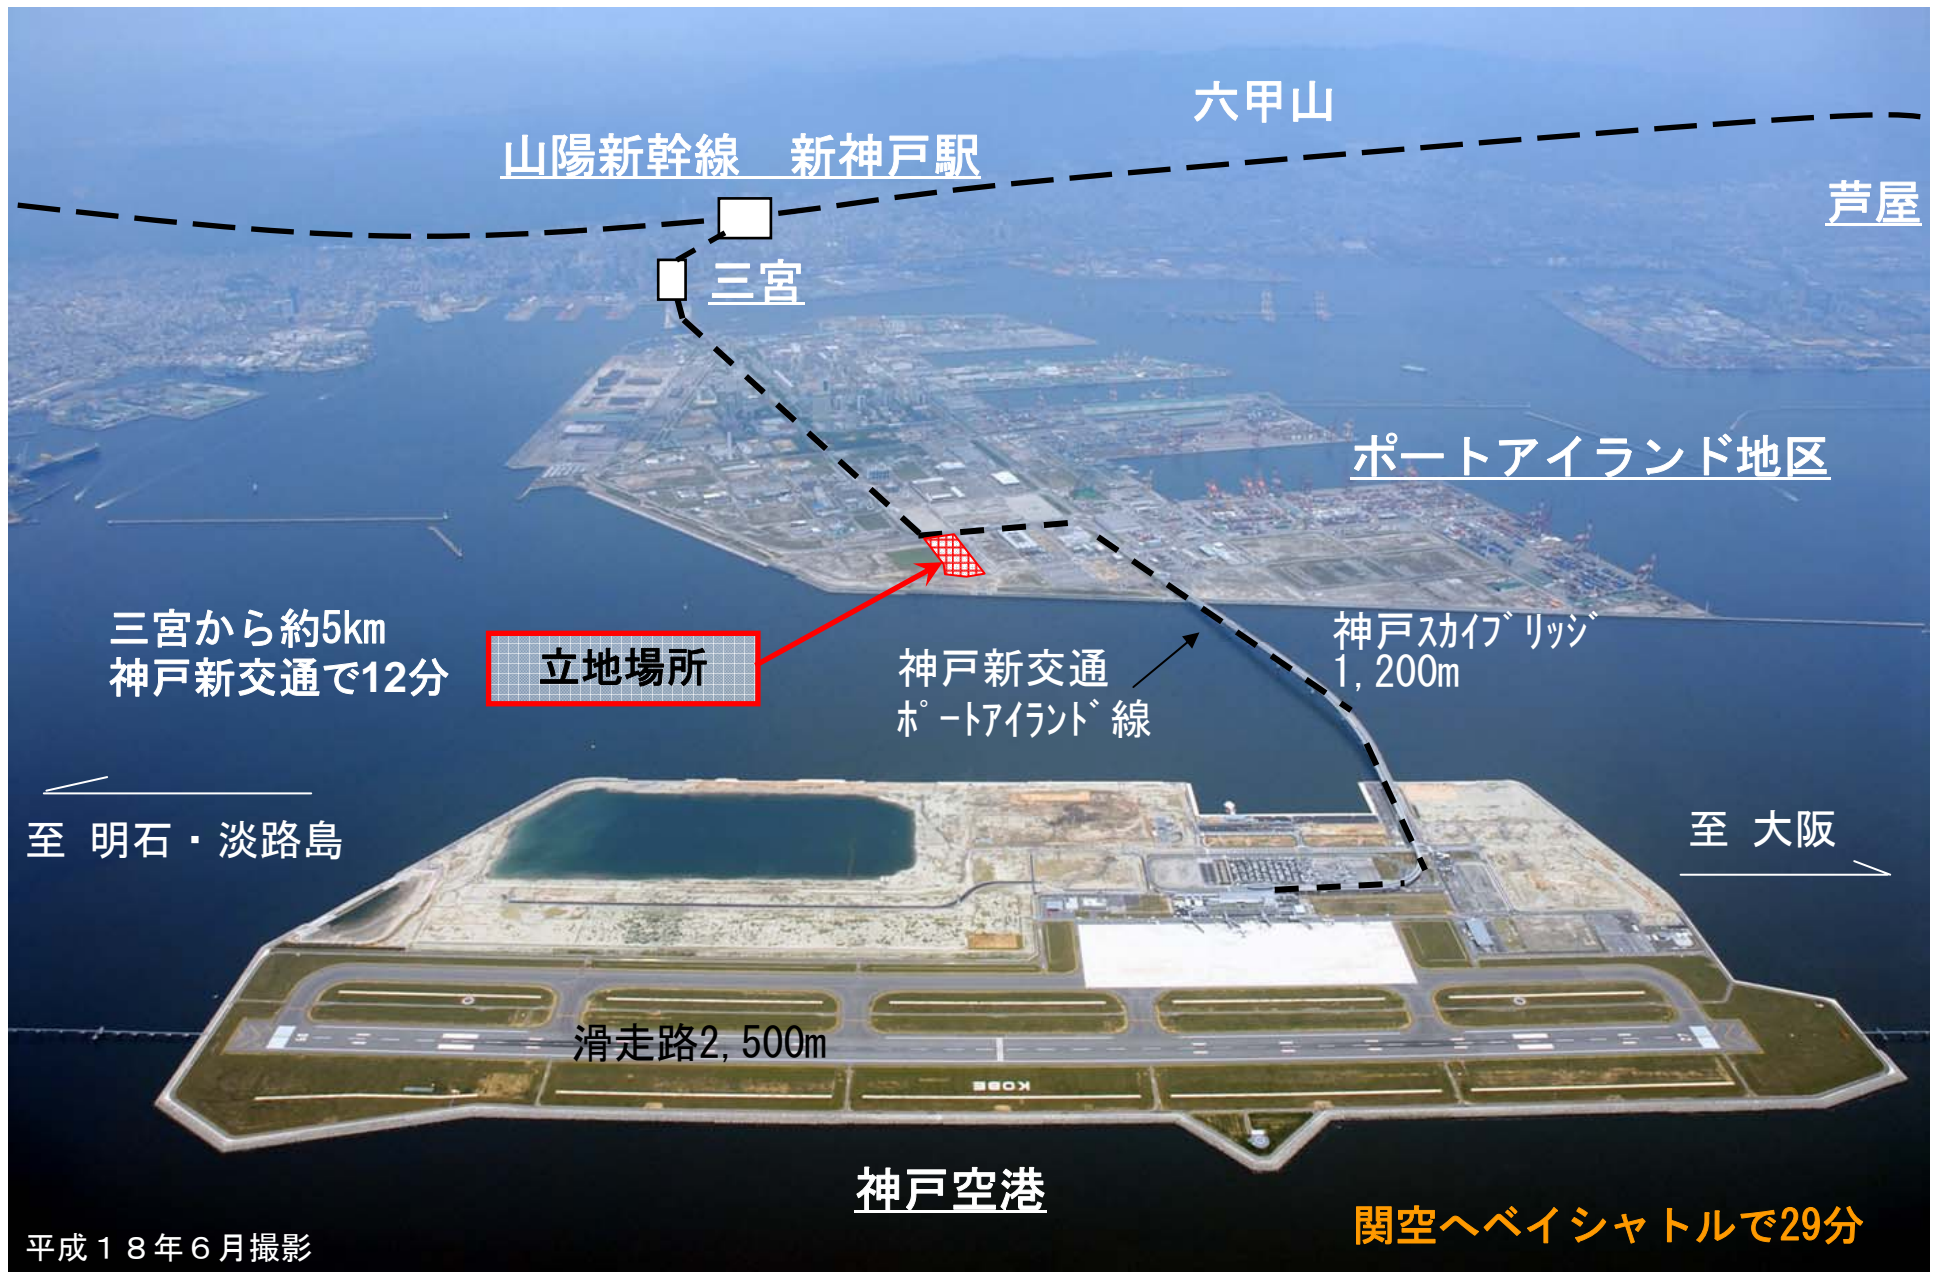 六甲山
山陽新幹線　新神戸駅
芦屋
三宮
ポートアイランド地区
三宮から約5km
神戸新交通で12分
立地場所
神戸新交通
ﾎﾟｰﾄｱｲﾗﾝﾄﾞ線
神戸ｽｶｲﾌﾞﾘｯｼﾞ
1,200m
至 明石・淡路島
至 大阪
滑走路2,500m
KOBE
神戸空港
関空へベイシャトルで29分
平成１８年６月撮影